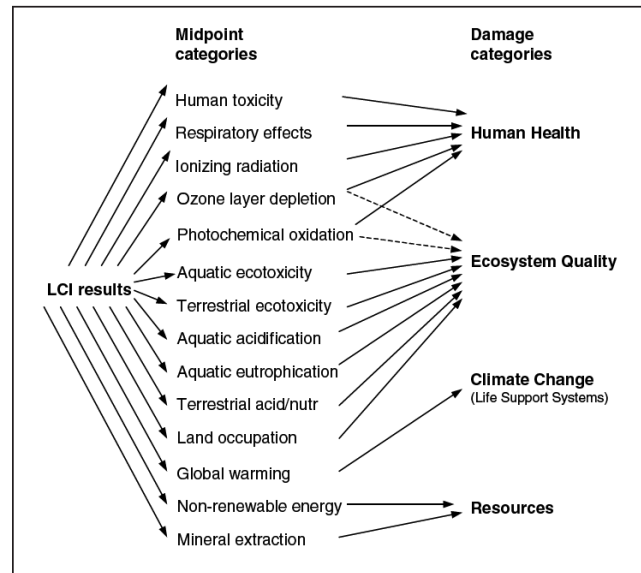 Midpoint
categories
Damage
categories
Human toxicity
Respiratory effects
Human Health
Ionizing radiation
Ozone layer depletion
Photochemical oxidation
Ecosystem Quality
Aquatic ecotoxicity
LCI results
Terrestrial ecotoxicity
Aquatic acidification
Aquatic eutrophication
Climate Change
(Life Support Systems)
Terrestrial acid/nutr
Land occupation
Global warming
Non-renewable energy
Resources
Mineral extraction